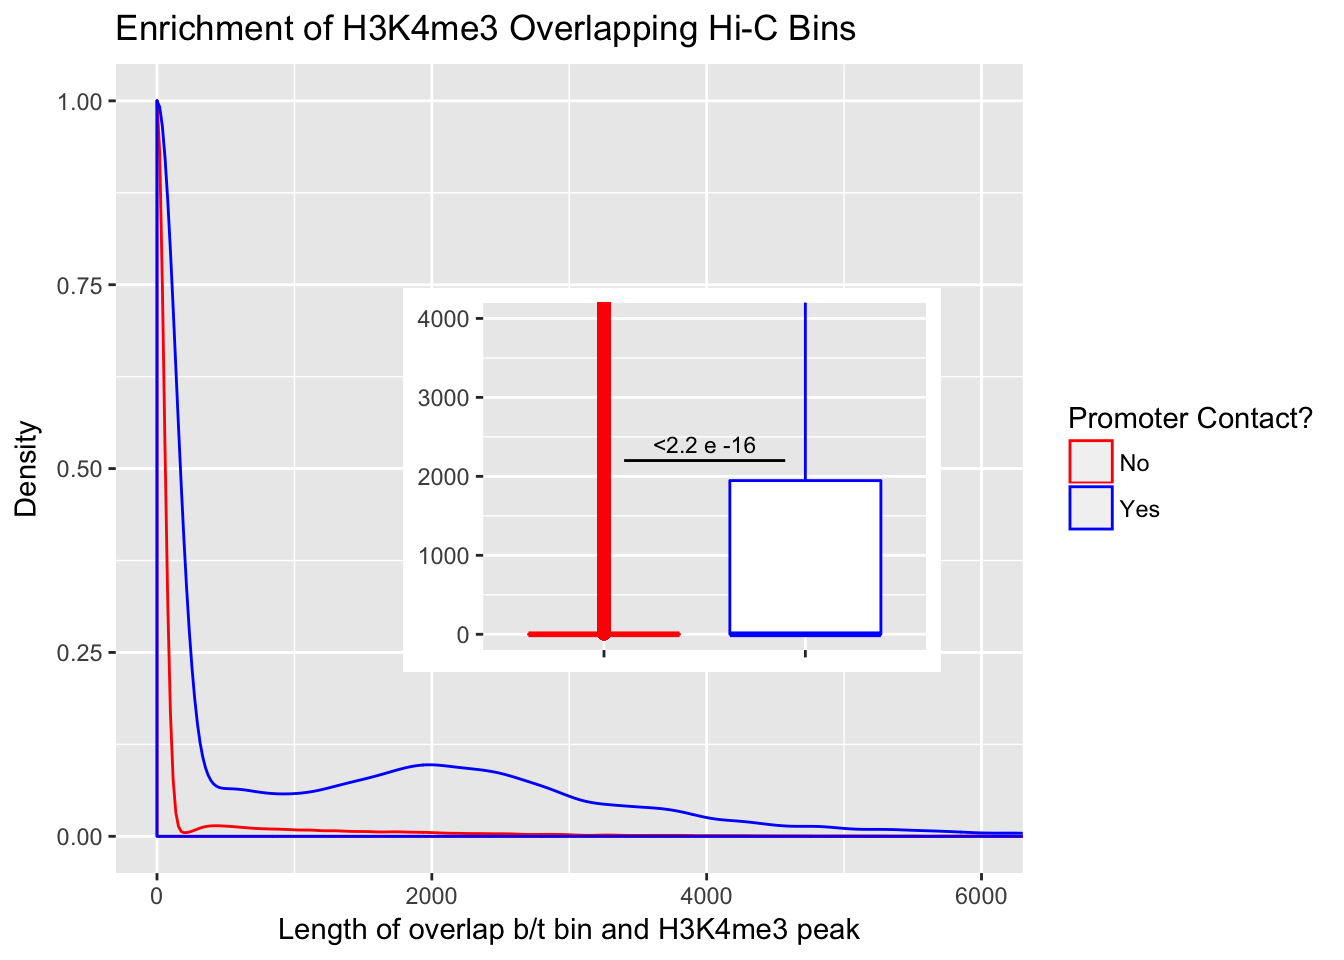 Enrichment of H3K4me3 Overlapping Hi-C Bins
Density
1.00
0.75
0.50
0.25
0.00
4000
3000
2000
1000
0
<2.2 e -16
0
2000
4000
6000
Length of overlap b/t bin and H3K4me3 peak
Promoter Contact?
No
Yes